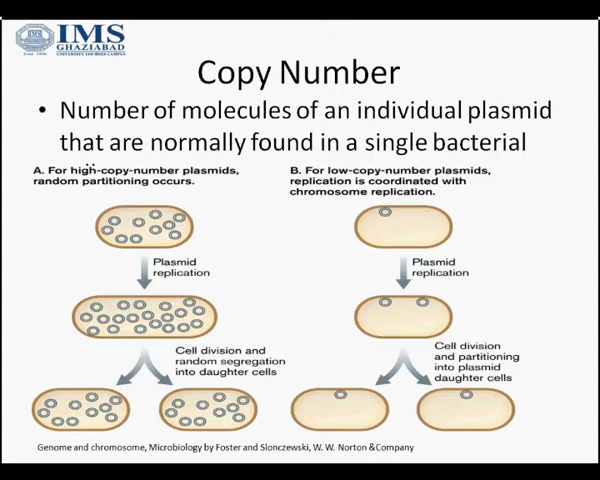 IMS
GHAZIABAD
UNIVERSITY COURSES CAMPUS
Copy Number
• Number of molecules of an individual plasmid
that are normally found in a single bacterial
A. For high-copy-number plasmids,
random partitioning occurs.
Plasmid
replication
Cell division and
random segregation
into daughter cells
B. For low-copy-number plasmids,
replication is coordinated with
chromosome replication.
Plasmid
replication
Cell division
and partitioning
into plasmid
daughter cells
Genome and chromosome, Microbiology by Foster and Slonczewski, W. W. Norton &Company